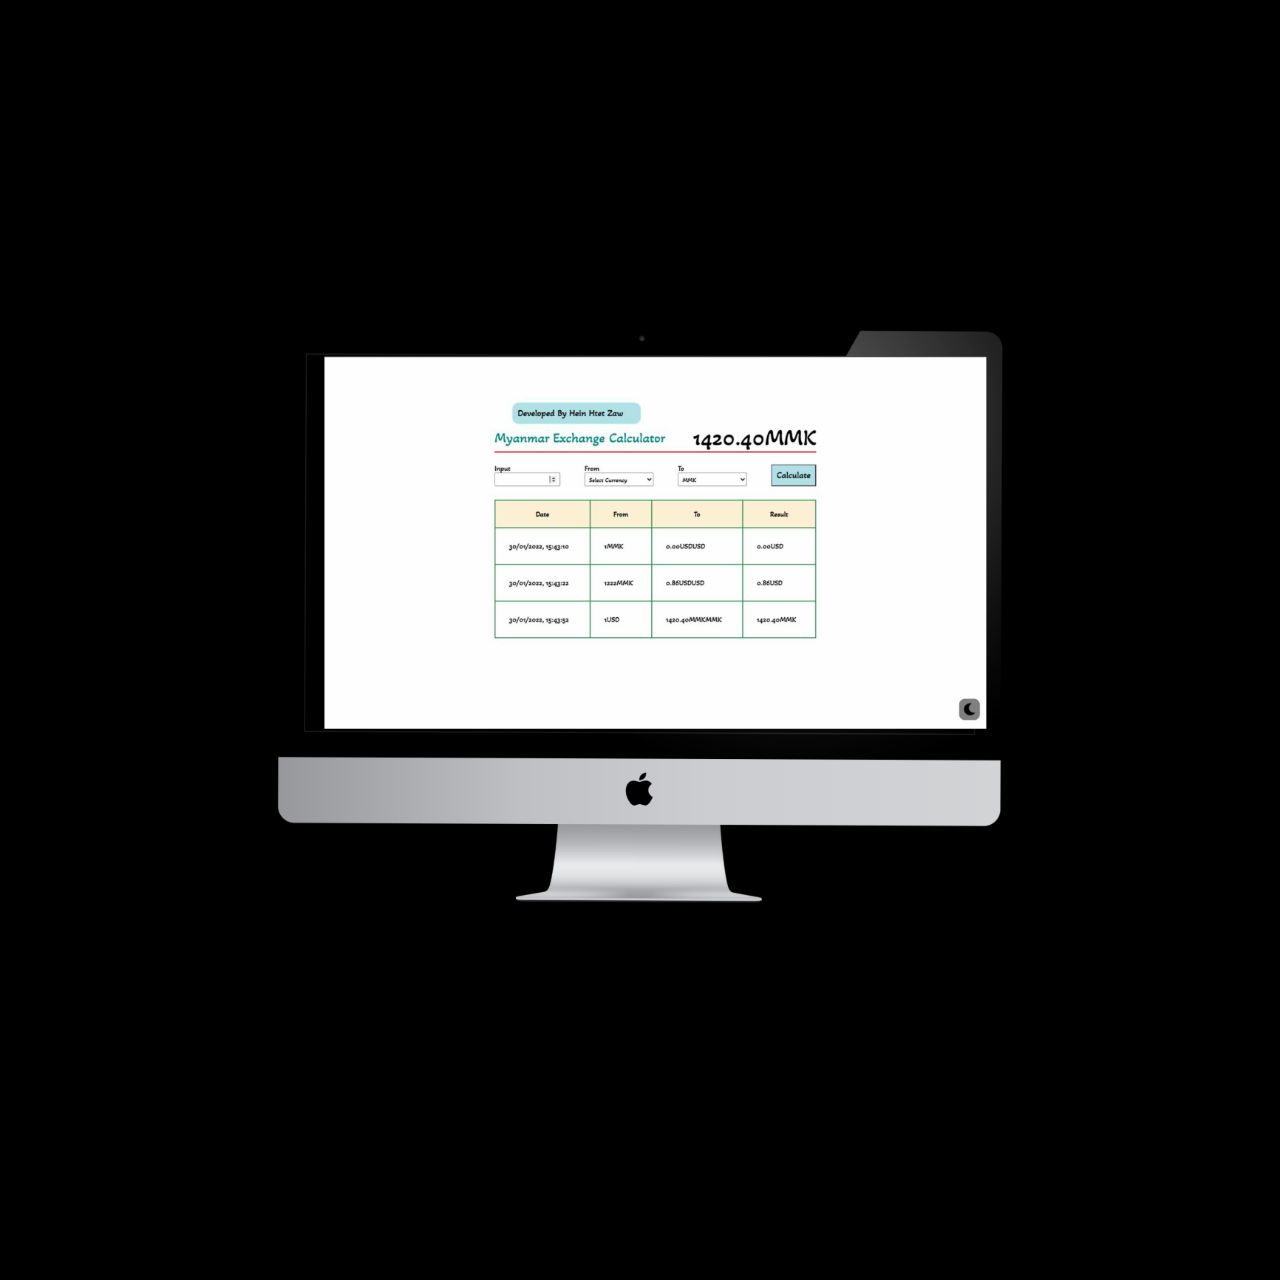 Developed By Hein Htet Zaw
Myanmar Exchange Calculator 1420.40MMK
Input From To
Select Currency MMK Calculate
Date From To Result
30/01/2022, 15:43:10 1MMK 0.00USDUSD 0.00USD
30/01/2022, 15:43:22 1222MMK 0.86USDUSD 0.86USD
30/01/2022, 15:43:52 1USD 1420.40MMKMMK 1420.40MMK